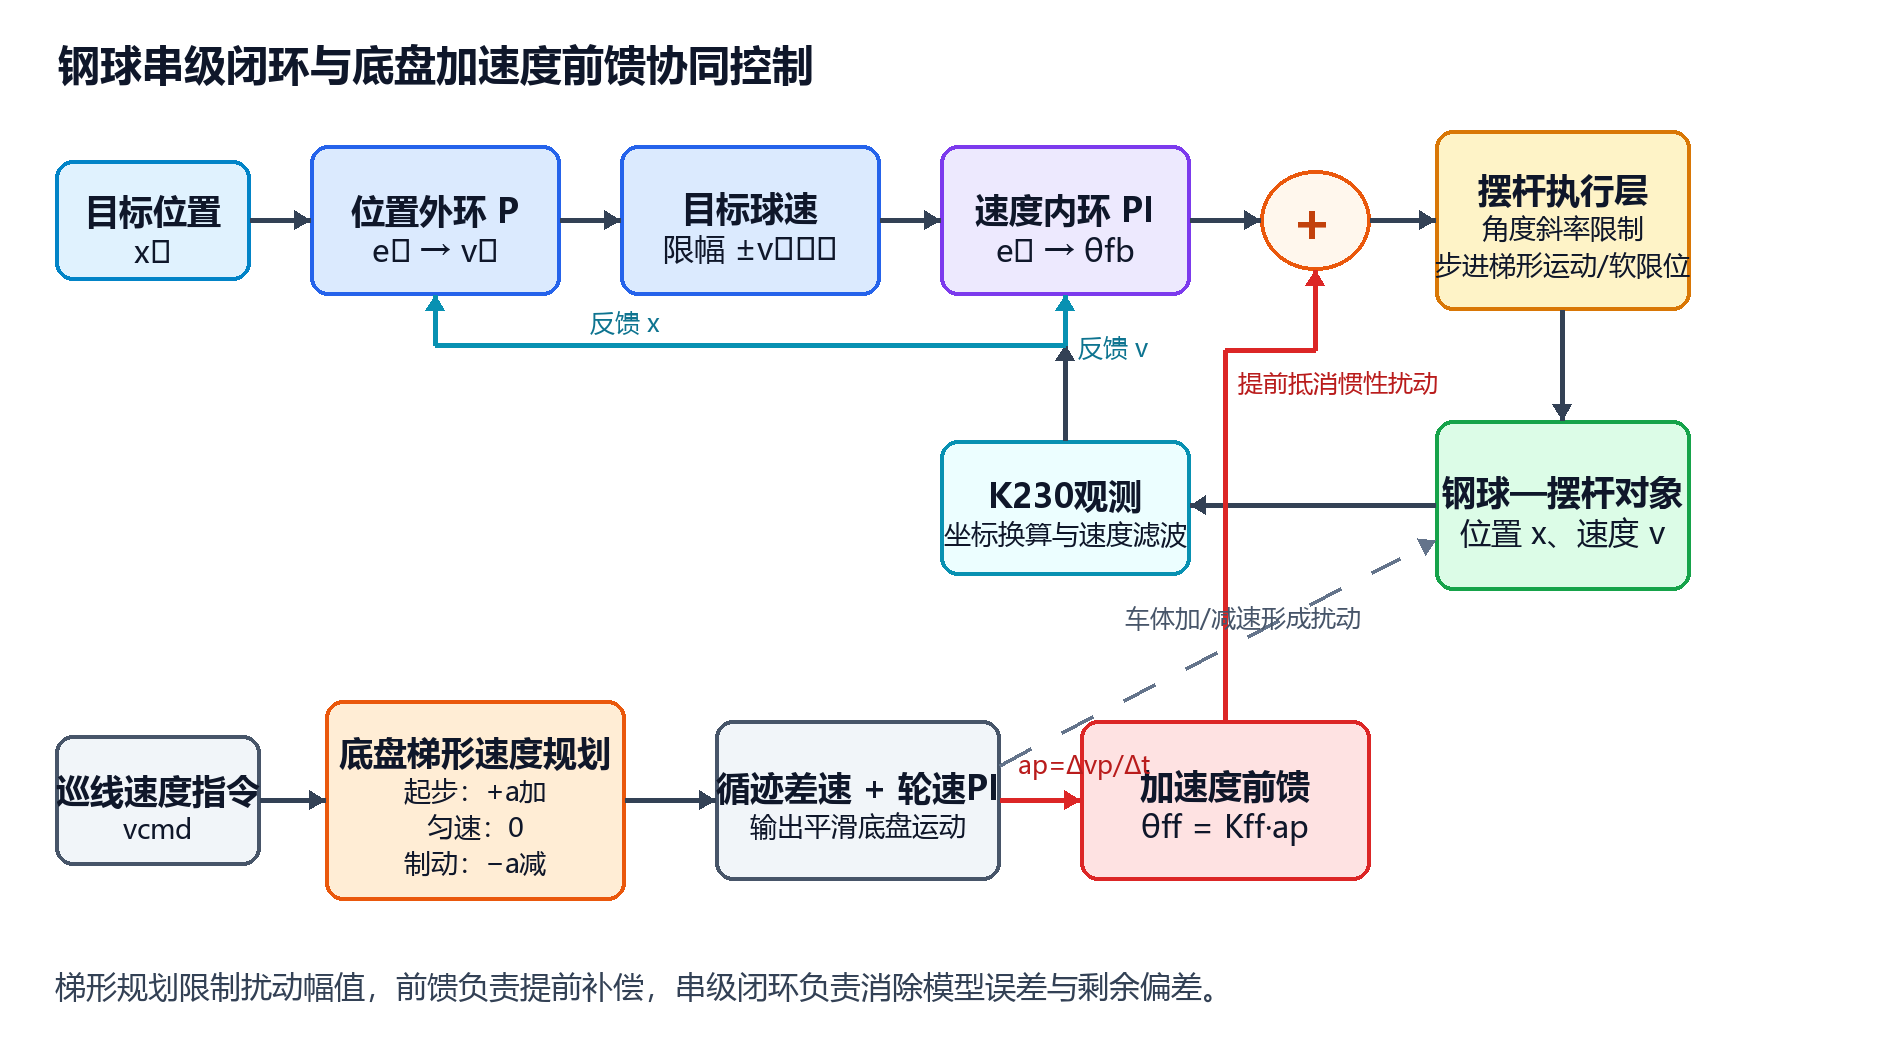 钢球串级闭环与底盘加速度前馈协同控制
目标位置
x□
位置外环 P
e□ → v□
目标球速
限幅 ±v□□□
速度内环 PI
e□ → θfb
+
摆杆执行层
角度斜率限制
步进梯形运动/软限位
反馈 x
反馈 v
提前抵消惯性扰动
K230观测
坐标换算与速度滤波
钢球—摆杆对象
位置 x、速度 v
车体加/减速形成扰动
巡线速度指令
vcmd
底盘梯形速度规划
起步：+a加
匀速：0
制动：−a减
循迹差速 + 轮速PI
输出平滑底盘运动
ap=Δvp/Δt
加速度前馈
θff = Kff·ap
梯形规划限制扰动幅值，前馈负责提前补偿，串级闭环负责消除模型误差与剩余偏差。